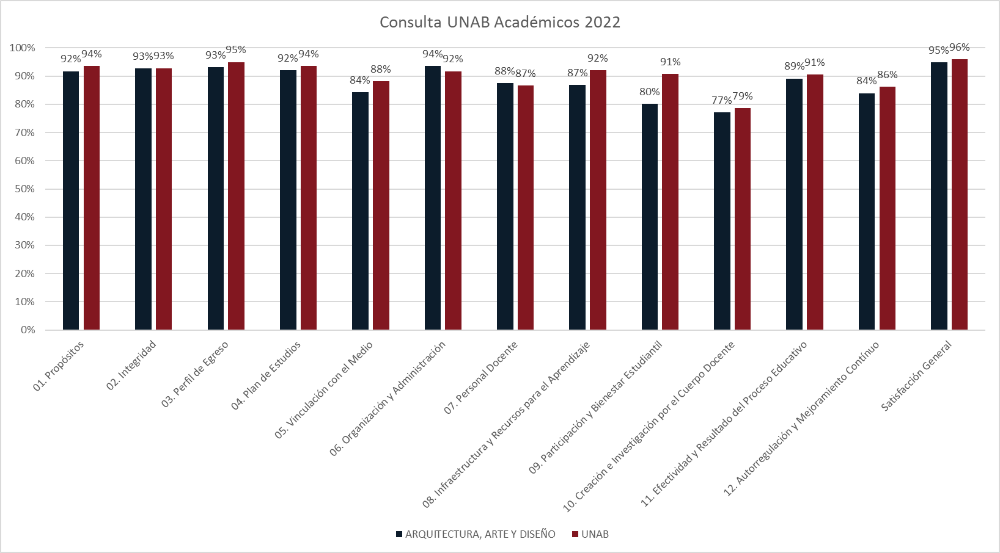 Consulta UNAB Académicos 2022
100%
90%
80%
70%
60%
50%
40%
30%
20%
10%
0%
92% 94%
93% 93%
93% 95%
92% 94%
84% 88%
94% 92%
88% 87%
87% 92%
80% 91%
77% 79%
89% 91%
84% 86%
95% 96%
01. Propósitos
02. Integridad
03. Perfil de Egreso
04. Plan de Estudios
05. Vinculación con el Medio
06. Organización y Administración
07. Personal Docente
08. Infraestructura y Recursos para el Aprendizaje
09. Participación y Bienestar Estudiantil
10. Creación e Investigación por el Cuerpo Docente
11. Efectividad y Resultado del Proceso Educativo
12. Autorregulación y Mejoramiento Contínuo
Satisfacción General
ARQUITECTURA, ARTE Y DISEÑO
UNAB